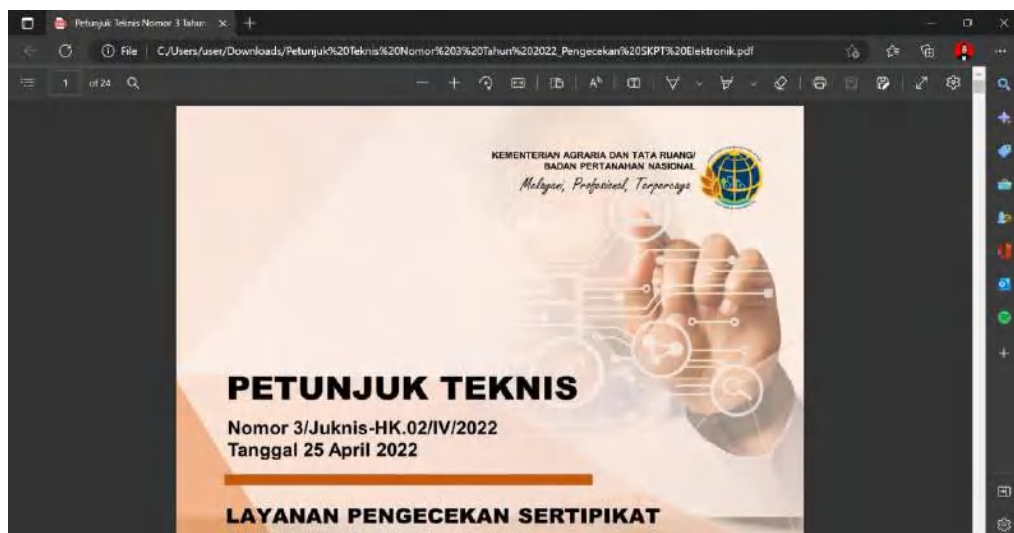 Petunjuk Teknis Nomor 3 Tahun
File | C:/Users/user/Downloads/Petunjuk%20Teknis%20Nomor%203%20Tahun%202022_Pengecekan%20SKPT%20Elektronik.pdf
1 of 24
KEMENTERIAN AGRARIA DAN TATA RUANG/
BADAN PERTANAHAN NASIONAL
Melayani, Profesional, Terpercaya
PETUNJUK TEKNIS
Nomor 3/Juknis-HK.02/IV/2022
Tanggal 25 April 2022
LAYANAN PENGECEKAN SERTIPIKAT